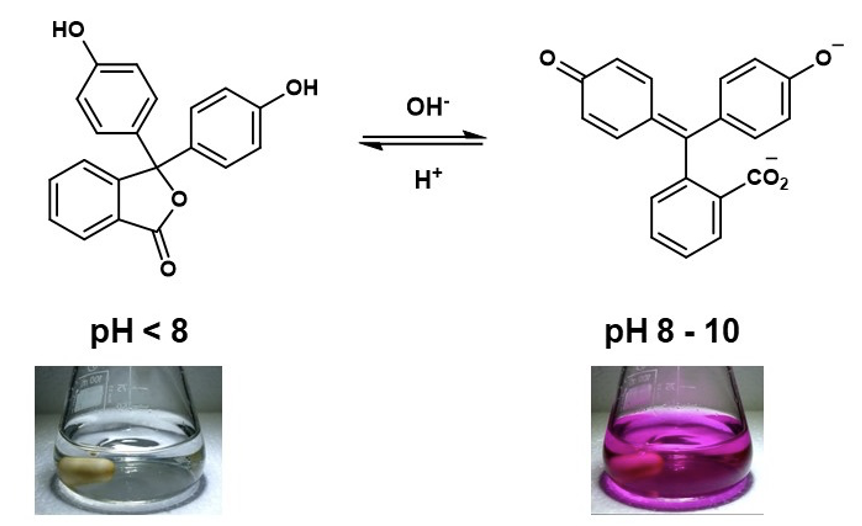 HO
OH
O
O
OH⁻
H⁺
O
O⁻
CO₂⁻
pH < 8
pH 8 - 10